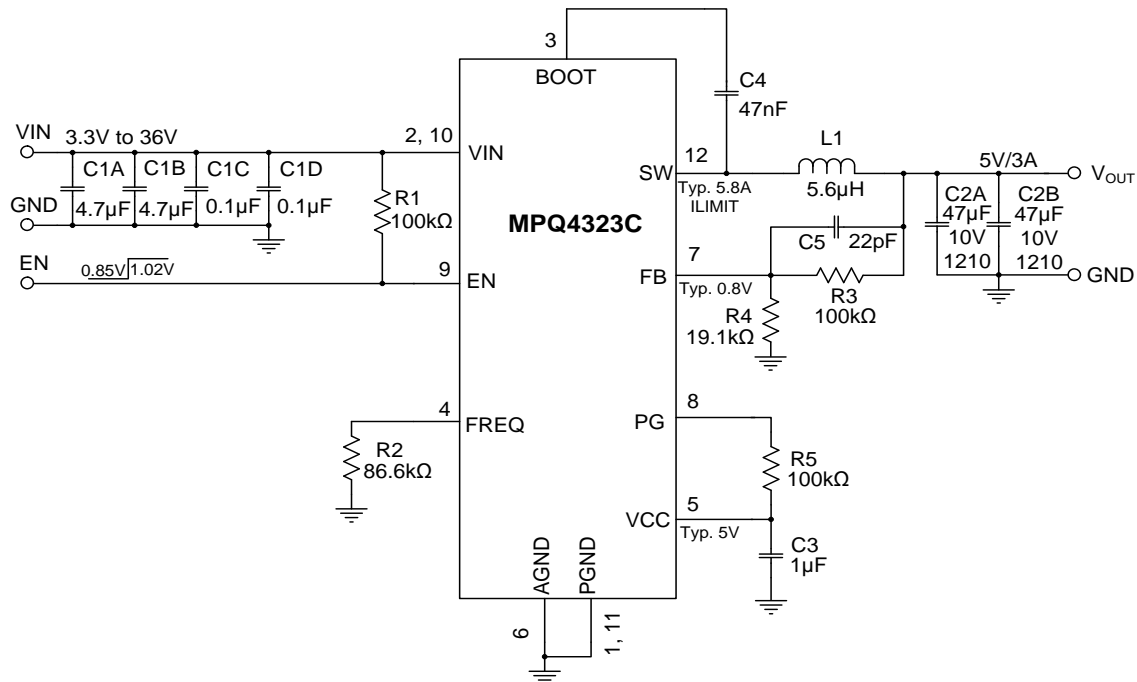 3
BOOT
C4
47nF
VIN
3.3V to 36V
2, 10
VIN
C1A
C1B
C1C
C1D
4.7µF
4.7µF
0.1µF
0.1µF
GND
R1
100kΩ
EN
0.85V
1.02V
9
EN
MPQ4323C
12
SW
Typ. 5.8A
ILIMIT
L1
5.6µH
5V/3A
VOUT
C2A
47µF
10V
1210
C2B
47µF
10V
1210
GND
C5
22pF
7
FB
Typ. 0.8V
R3
100kΩ
R4
19.1kΩ
4
FREQ
R2
86.6kΩ
8
PG
R5
100kΩ
5
VCC
Typ. 5V
C3
1µF
AGND
PGND
6
1, 11